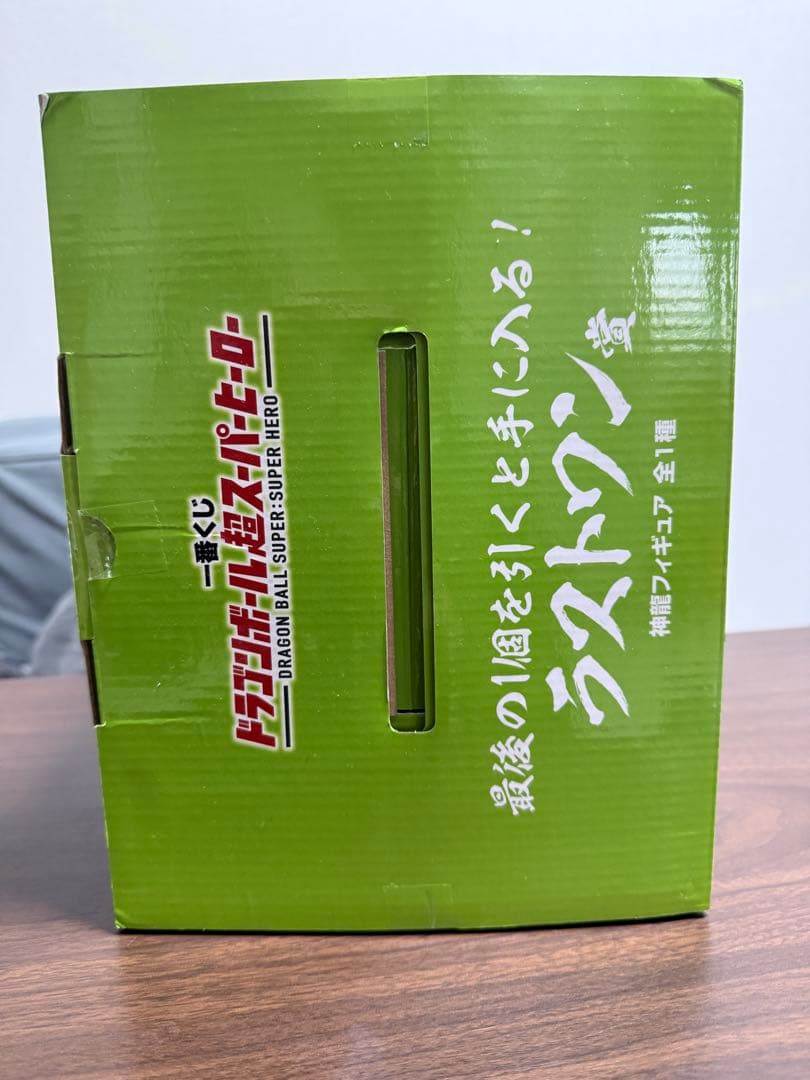 一番くじ
ドラゴンボール超スーパーヒーロー
DRAGON BALL SUPER:SUPER HERO
最後の1個を引くと手に入る!
ラストワン賞
神龍フィギュア 全1種